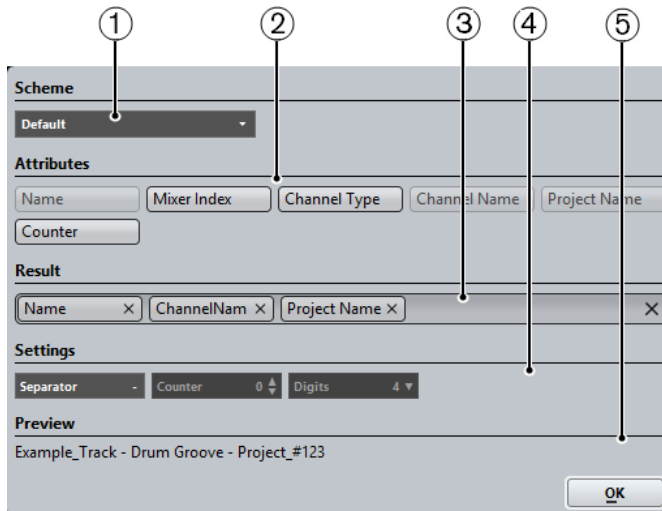 1 2 3 4 5
Scheme
Default
Attributes
Name Mixer Index Channel Type Channel Name Project Name
Counter
Result
Name × ChannelNam × Project Name × ×
Settings
Separator - Counter 0 Digits 4
Preview
Example_Track - Drum Groove - Project_#123
OK